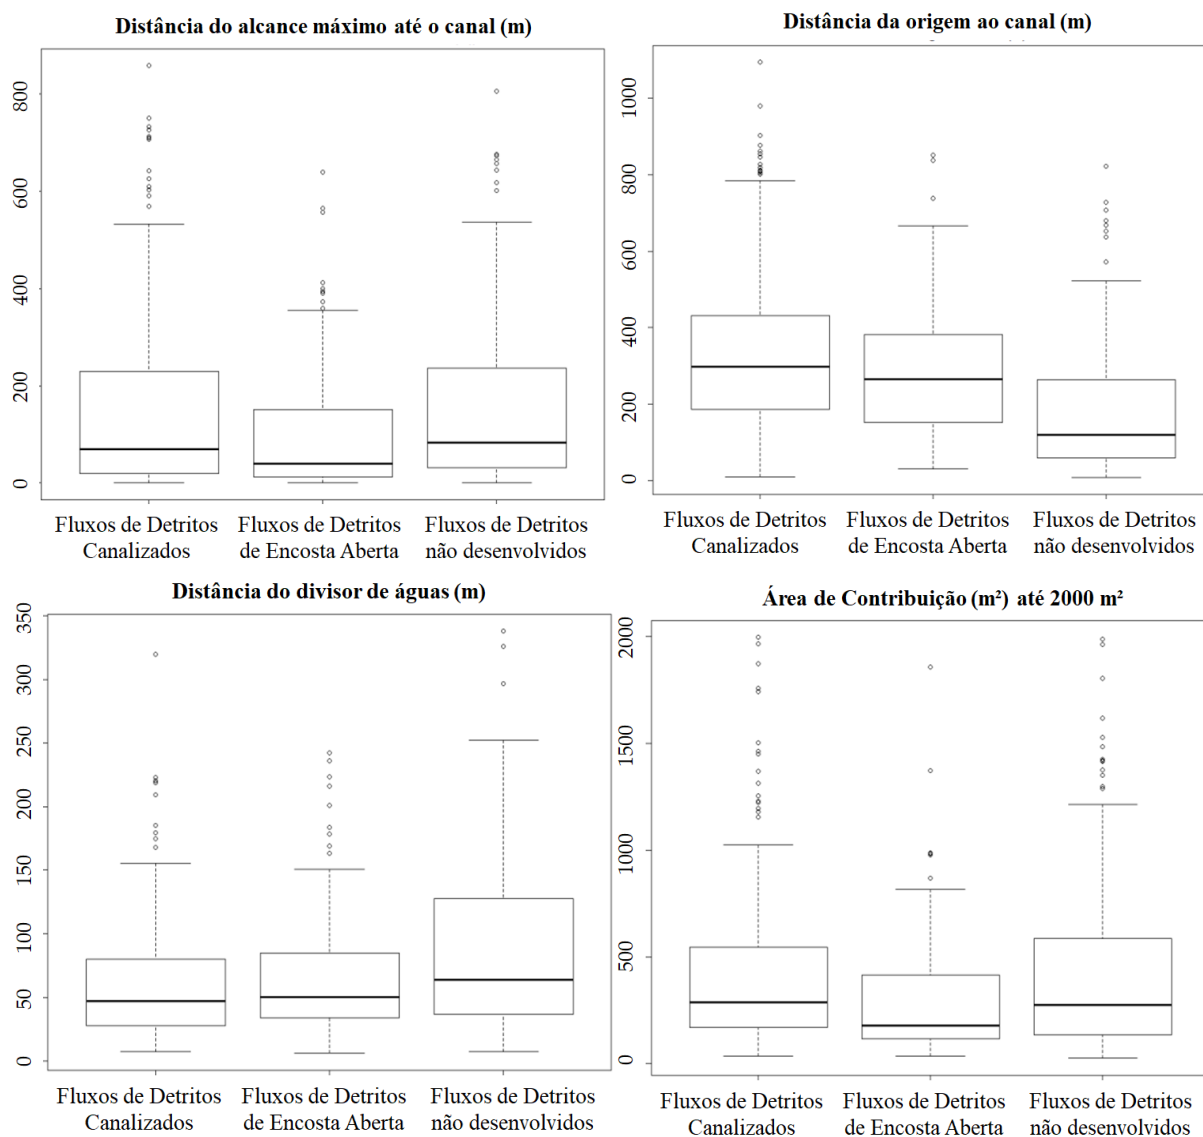 Distância do alcance máximo até o canal (m)
800
600
400
200
0
Fluxos de Detritos
Canalizados
Fluxos de Detritos
de Encosta Aberta
Fluxos de Detritos
não desenvolvidos
Distância da origem ao canal (m)
1000
800
600
400
200
0
Fluxos de Detritos
Canalizados
Fluxos de Detritos
de Encosta Aberta
Fluxos de Detritos
não desenvolvidos
Distância do divisor de águas (m)
350
300
250
200
150
100
50
0
Fluxos de Detritos
Canalizados
Fluxos de Detritos
de Encosta Aberta
Fluxos de Detritos
não desenvolvidos
Área de Contribuição (m²) até 2000 m²
2000
1500
1000
500
0
Fluxos de Detritos
Canalizados
Fluxos de Detritos
de Encosta Aberta
Fluxos de Detritos
não desenvolvidos